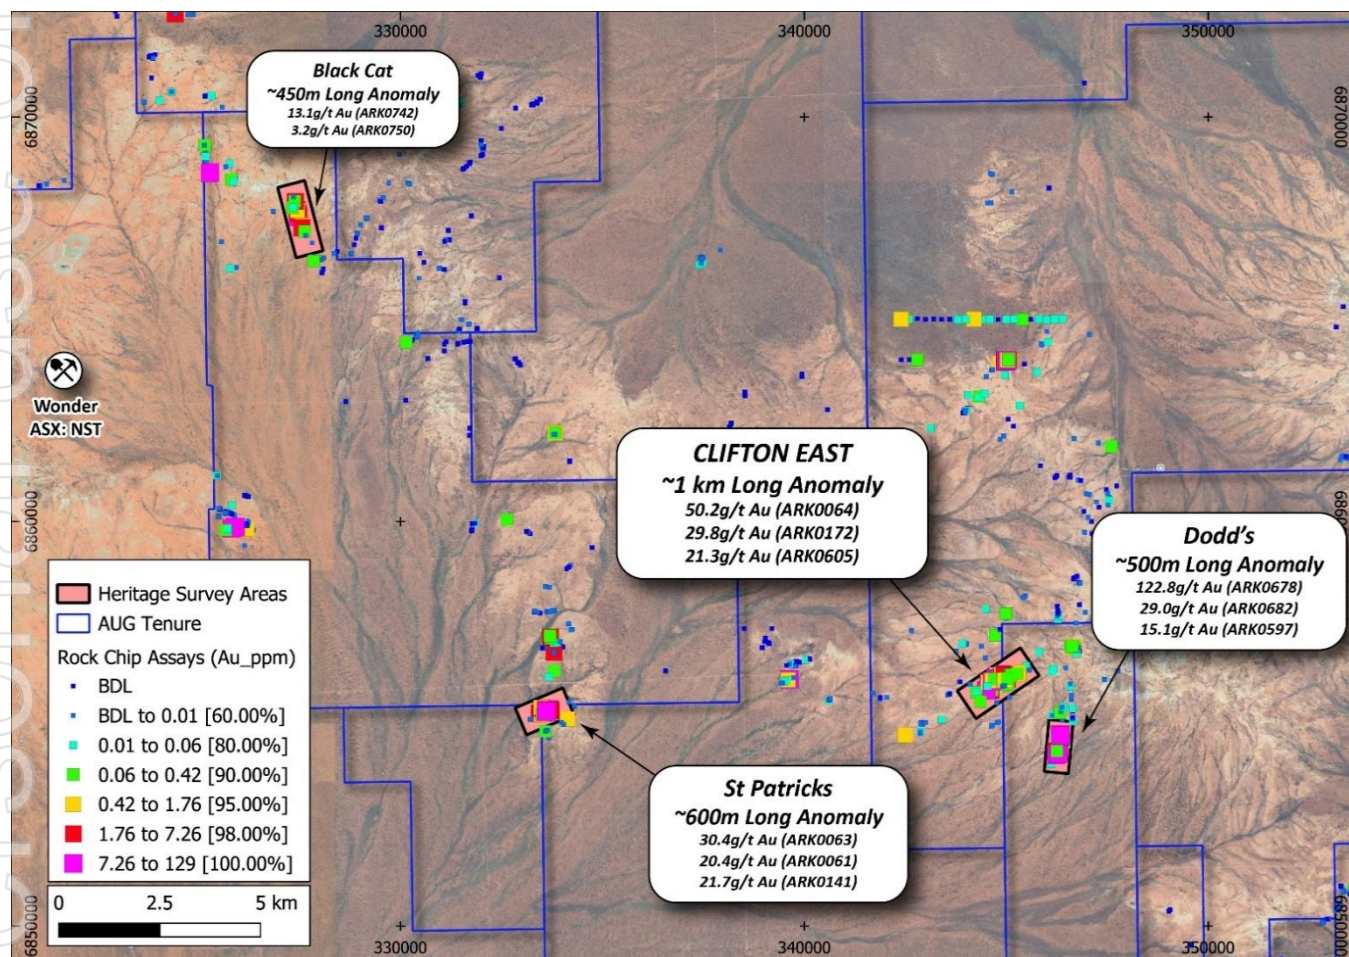 330000
340000
350000
6870000
6870000
Black Cat
~450m Long Anomaly
13.1g/t Au (ARK0742)
3.2g/t Au (ARK0750)
Wonder
ASX: NST
CLIFTON EAST
~1 km Long Anomaly
50.2g/t Au (ARK0064)
29.8g/t Au (ARK0172)
21.3g/t Au (ARK0605)
6860000
Dodd's
~500m Long Anomaly
122.8g/t Au (ARK0678)
29.0g/t Au (ARK0682)
15.1g/t Au (ARK0597)
St Patricks
~600m Long Anomaly
30.4g/t Au (ARK0063)
20.4g/t Au (ARK0061)
21.7g/t Au (ARK0141)
Heritage Survey Areas
AUG Tenure
Rock Chip Assays (Au_ppm)
BDL
BDL to 0.01 [60.00%]
0.01 to 0.06 [80.00%]
0.06 to 0.42 [90.00%]
0.42 to 1.76 [95.00%]
1.76 to 7.26 [98.00%]
7.26 to 129 [100.00%]
0 2.5 5 km
6850000
6850000
330000
340000
350000